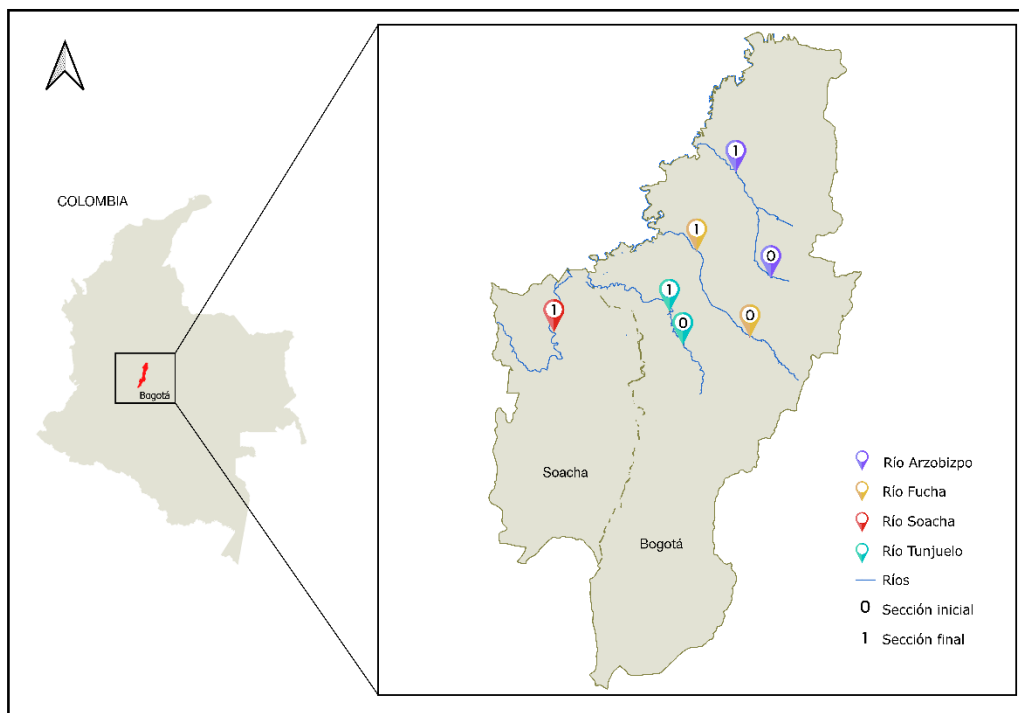 COLOMBIA
Bogotá
1
0
1
0
1
0
1
Soacha
Bogotá
Río Arzobizpo
Río Fucha
Río Soacha
Río Tunjuelo
Ríos
0 Sección inicial
1 Sección final